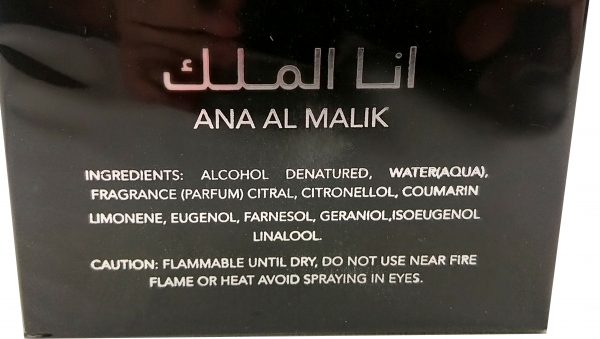 انا الملك
ANA AL MALIK
INGREDIENTS: ALCOHOL DENATURED, WATER(AQUA),
FRAGRANCE (PARFUM) CITRAL, CITRONELLOL, COUMARIN
LIMONENE, EUGENOL, FARNESOL, GERANIOL,ISOEUGENOL
LINALOOL.
CAUTION: FLAMMABLE UNTIL DRY, DO NOT USE NEAR FIRE
FLAME OR HEAT AVOID SPRAYING IN EYES.